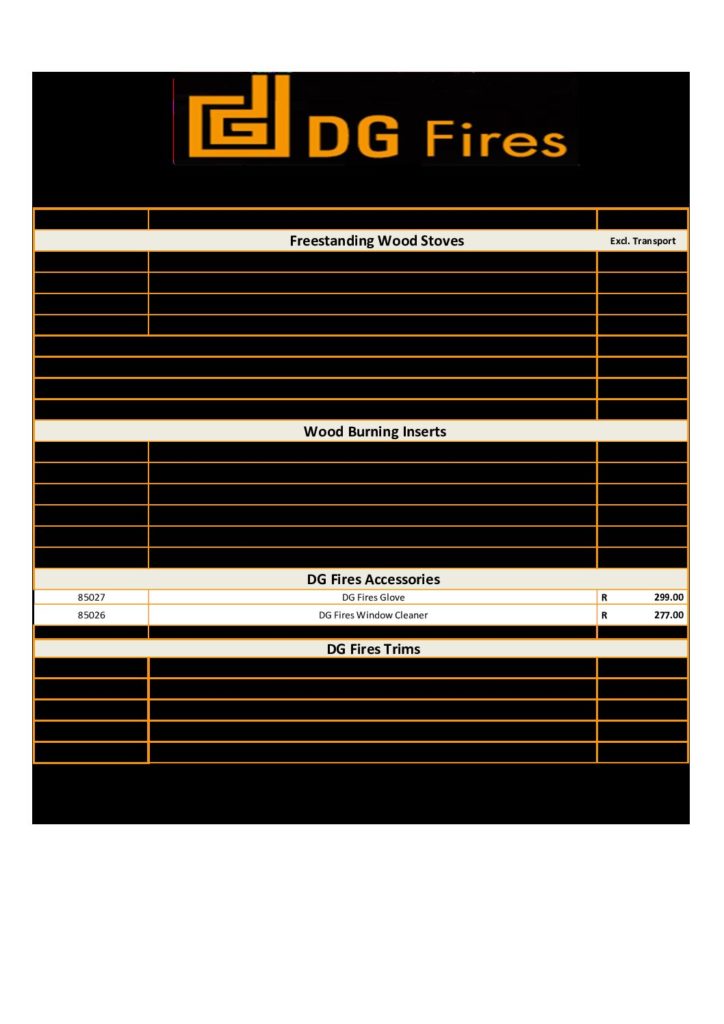 DG Fires
Freestanding Wood Stoves Excl. Transport
Wood Burning Inserts
DG Fires Accessories
85027 DG Fires Glove R 299.00
85026 DG Fires Window Cleaner R 277.00
DG Fires Trims